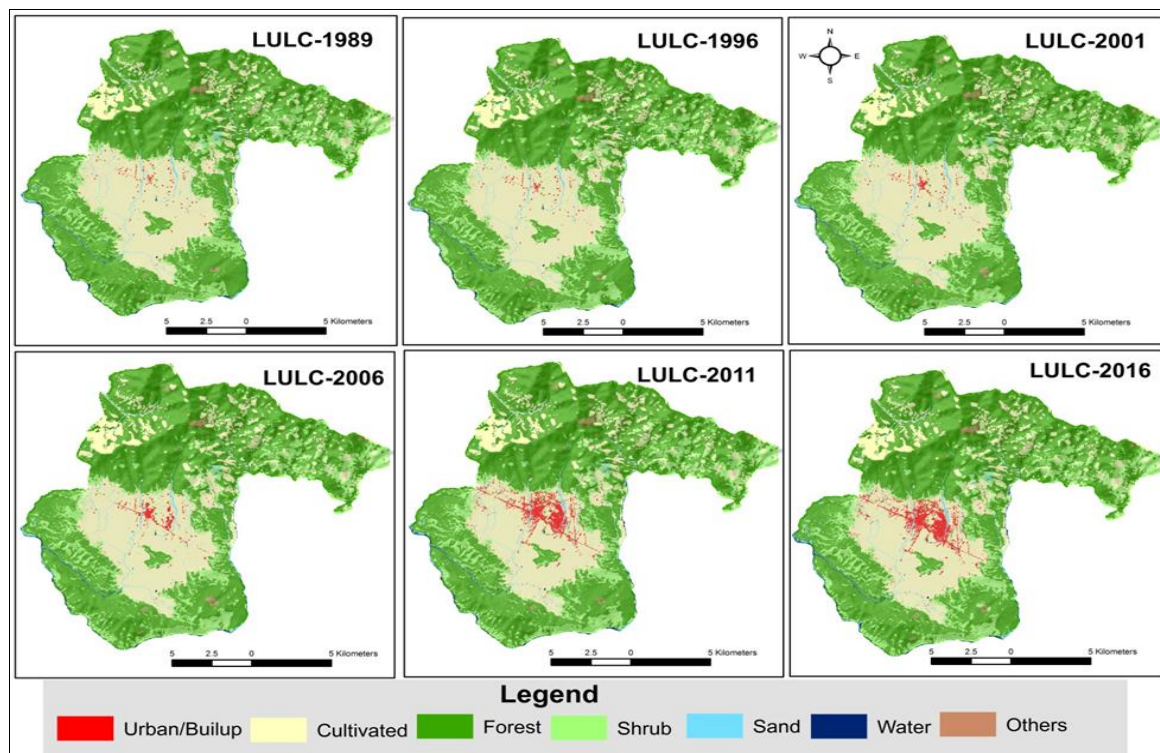 LULC-1989
LULC-1996
LULC-2001
N
W E
S
5 2.5 0 5 Kilometers
5 2.5 0 5 Kilometers
5 2.5 0 5 Kilometers
LULC-2006
LULC-2011
LULC-2016
5 2.5 0 5 Kilometers
5 2.5 0 5 Kilometers
5 2.5 0 5 Kilometers
Legend
Urban/Builup Cultivated Forest Shrub Sand Water Others